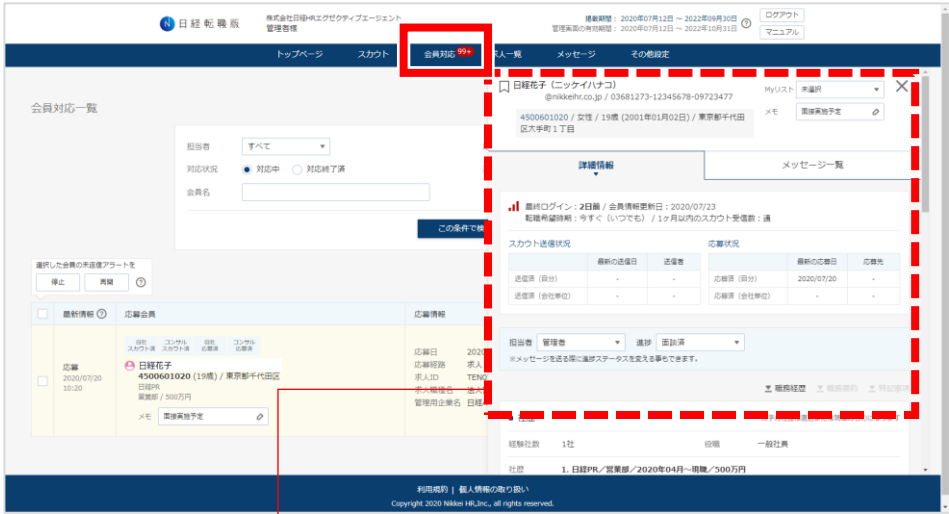 日経転職版
株式会社日経HRエグゼクティブエージェント
管理者様
掲載期間： 2020年07月12日 ～ 2022年09月30日
管理画面の有効期間： 2020年07月12日 ～ 2022年10月31日
ログアウト
マニュアル
トップページ スカウト 会員対応 99+ 人一覧 メッセージ その他設定
会員対応一覧
担当者 すべて
対応状況 対応中 対応終了済
会員名
この条件で検
選択した会員の未返信アラートを
停止 再開
最新情報 応募会員 応募情報
自社 コンサル 自社 コンサル
スカウト済 スカウト済 応募済 応募済
応募
2020/07/20
10:20
日経花子
4500601020 (19歳) / 東京都千代田区
日経PR
営業部 / 500万円
メモ 面接実施予定
応募日 2020
応募経路 求人
求人ID TEN0
求人職種名 法人
管理用企業名 日経
日経花子（ニッケイハナコ）
@nikkeihr.co.jp / 03681273-12345678-09723477
4500601020 / 女性 / 19歳 (2001年01月02日) / 東京都千代田
区大手町１丁目
Myリスト 未選択
メモ 面接実施予定
詳細情報 メッセージ一覧
最終ログイン：2日前 / 会員情報更新日：2020/07/23
転職希望時期：今すぐ（いつでも） / 1ヶ月以内のスカウト受信数：通
スカウト送信状況
最新の送信日 送信者
送信済（自分） - -
送信済（会社単位） - -
応募状況
最新の応募日 応募先
応募済（自分） 2020/07/20 -
応募済（会社単位） - -
担当者 管理者 進捗 面談済
※メッセージを送る際に進捗ステータスを変える事もできます。
職務経歴 職務要約 特記事項
経験社数 1社 役職 一般社員
社歴 1. 日経PR／営業部／2020年04月～現職／500万円
利用規約 | 個人情報の取り扱い
Copyright 2020 Nikkei HR,Inc., all rights reserved.